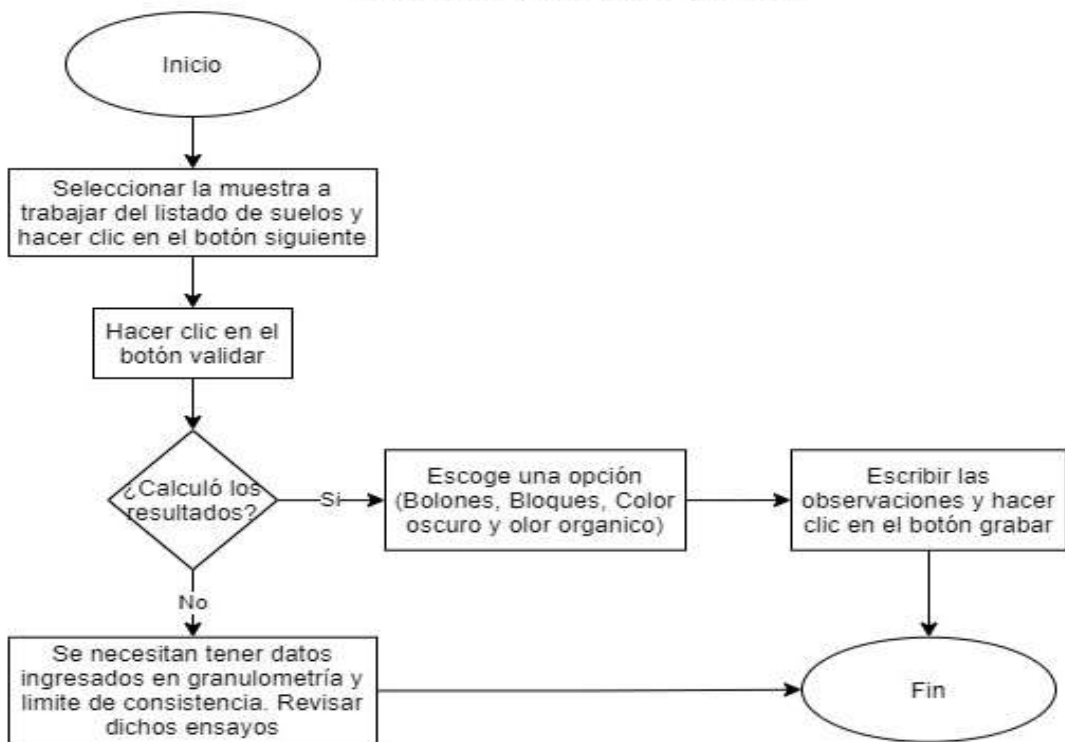 Inicio
Seleccionar la muestra a
trabajar del listado de suelos y
hacer clic en el botón siguiente
Hacer clic en el
botón validar
¿Calculó los
resultados?
Si
Escoge una opción
(Bolones, Bloques, Color
oscuro y olor organico)
Escribir las
observaciones y hacer
clic en el botón grabar
No
Se necesitan tener datos
ingresados en granulometría y
limite de consistencia. Revisar
dichos ensayos
Fin